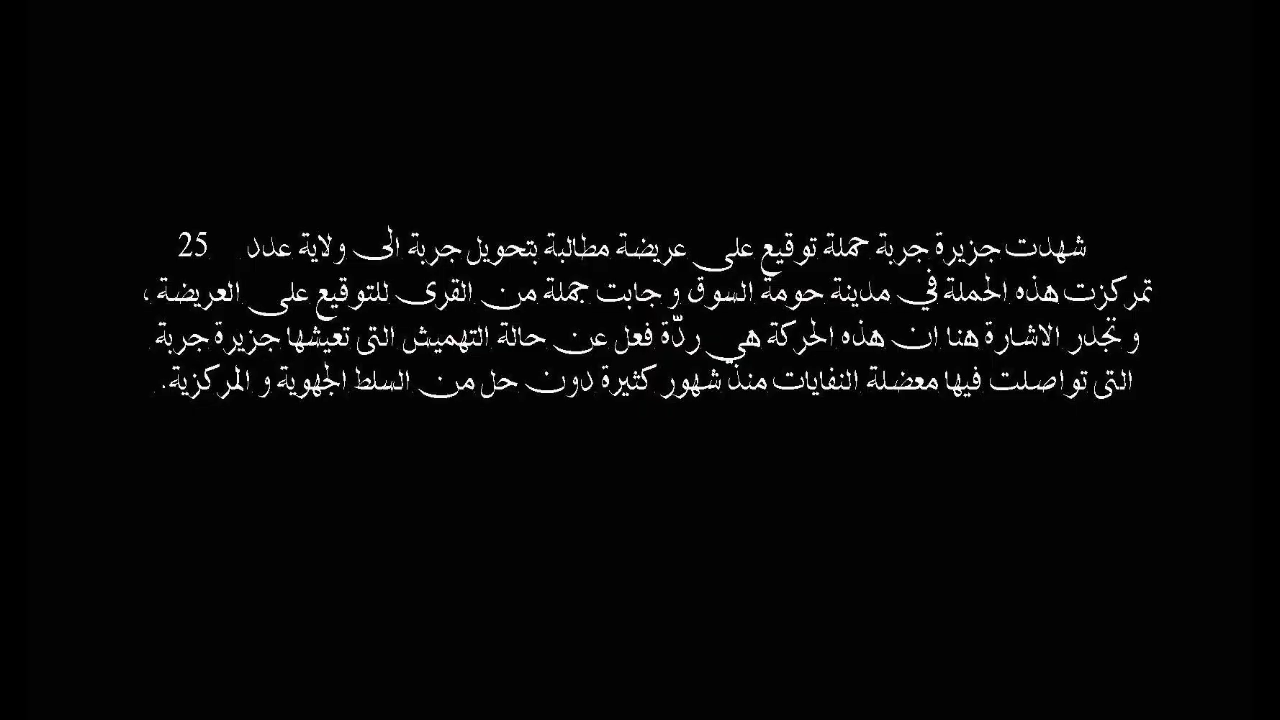 شهدت جزيرة جربة حملة توقيع على عريضة مطالبة بتحويل جربة الى ولاية عدد 25
تمركزت هذه الحملة في مدينة حومة السوق و جابت جملة من القرى للتوقيع على العريضة ،
و تجدر الاشارة هنا ان هذه الحركة هي ردّة فعل عن حالة التهميش التى تعيشها جزيرة جربة
التى تواصلت فيها معضلة النفايات منذ شهور كثيرة دون حل من السلط الجهوية و المركزية.